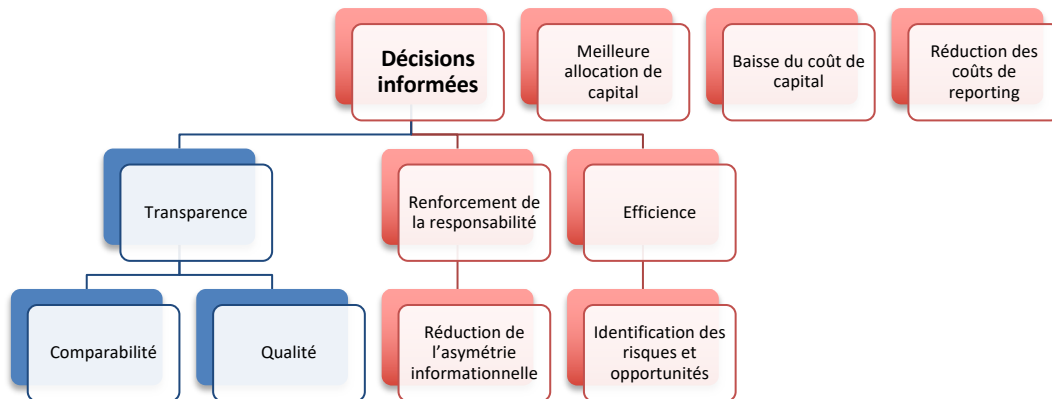 Décisions
informées
Meilleure
allocation de
capital
Baisse du coût de
capital
Réduction des
coûts de
reporting
Transparence
Renforcement de
la responsabilité
Efficience
Comparabilité
Qualité
Réduction de
l'asymétrie
informationnelle
Identification des
risques et
opportunités